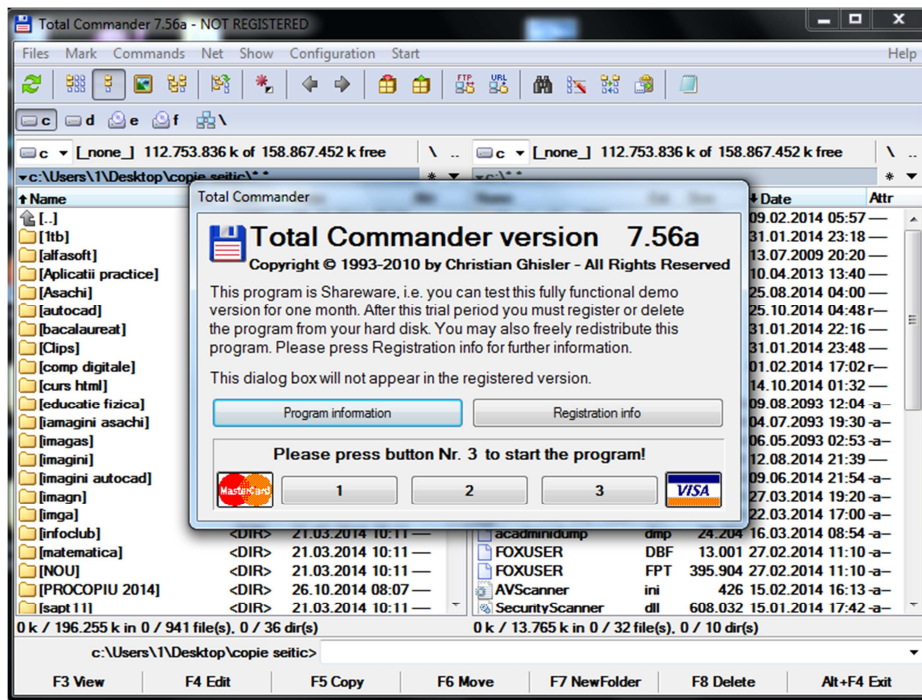 Total Commander 7.56a - NOT REGISTERED
Files Mark Commands Net Show Configuration Start Help
FTP URL
c d e f \
c [_none_] 112.753.836 k of 158.867.452 k free \ ..
c [_none_] 112.753.836 k of 158.867.452 k free \ ..
c:\Users\1\Desktop\copie seitic\*.* * 
c:\*.* *
Name
Date Attr
[..]
[1tb]
[alfasoft]
[Aplicatii practice]
[Asachi]
[autocad]
[bacalaureat]
[Clips]
[comp digitale]
[curs html]
[educatie fizica]
[iamagini asachi]
[imagas]
[imagini]
[imagini autocad]
[imagn]
[imga]
[infoclub] <DIR> 21.03.2014 10:11 ----
[matematica] <DIR> 21.03.2014 10:11 ----
[NOU] <DIR> 21.03.2014 10:11 ----
[PROCOPIU 2014] <DIR> 26.10.2014 08:07 ----
[sapt 11] <DIR> 21.03.2014 10:11 ----
Total Commander
Total Commander version 7.56a
Copyright © 1993-2010 by Christian Ghisler - All Rights Reserved
This program is Shareware, i.e. you can test this fully functional demo
version for one month. After this trial period you must register or delete
the program from your hard disk. You may also freely redistribute this
program. Please press Registration info for further information.
This dialog box will not appear in the registered version.
Program information Registration info
Please press button Nr. 3 to start the program!
MasterCard 1 2 3 VISA
09.02.2014 05:57 ----
31.01.2014 23:18 ----
13.07.2009 20:20 ----
10.04.2013 13:40 ----
25.08.2014 04:00 ----
25.10.2014 04:48 r---
31.01.2014 22:16 ----
31.01.2014 23:48 ----
01.02.2014 17:02 r---
14.10.2014 01:32 ----
09.08.2093 12:04 -a--
04.07.2093 19:30 -a--
06.05.2093 02:53 -a--
12.08.2014 21:39 ----
09.06.2014 21:54 -a--
27.03.2014 19:20 -a--
22.03.2014 17:00 -a--
acadminidump dmp 24.204 16.03.2014 08:54 -a--
FOXUSER DBF 13.001 27.02.2014 11:10 -a--
FOXUSER FPT 395.904 27.02.2014 11:10 -a--
AVScanner ini 426 15.02.2014 16:13 -a--
SecurityScanner dll 608.032 15.01.2014 17:42 -a--
0 k / 196.255 k in 0 / 941 file(s), 0 / 36 dir(s)
0 k / 13.765 k in 0 / 32 file(s), 0 / 10 dir(s)
c:\Users\1\Desktop\copie seitic>
F3 View F4 Edit F5 Copy F6 Move F7 NewFolder F8 Delete Alt+F4 Exit